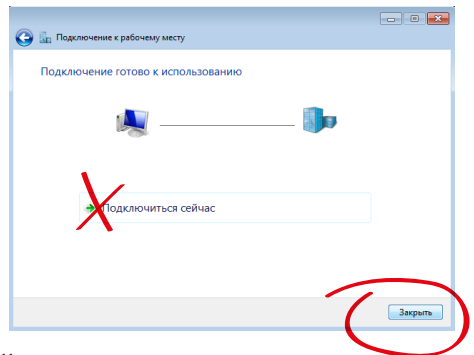 Подключение к рабочему месту
Подключение готово к использованию
Подключиться сейчас
Закрыть